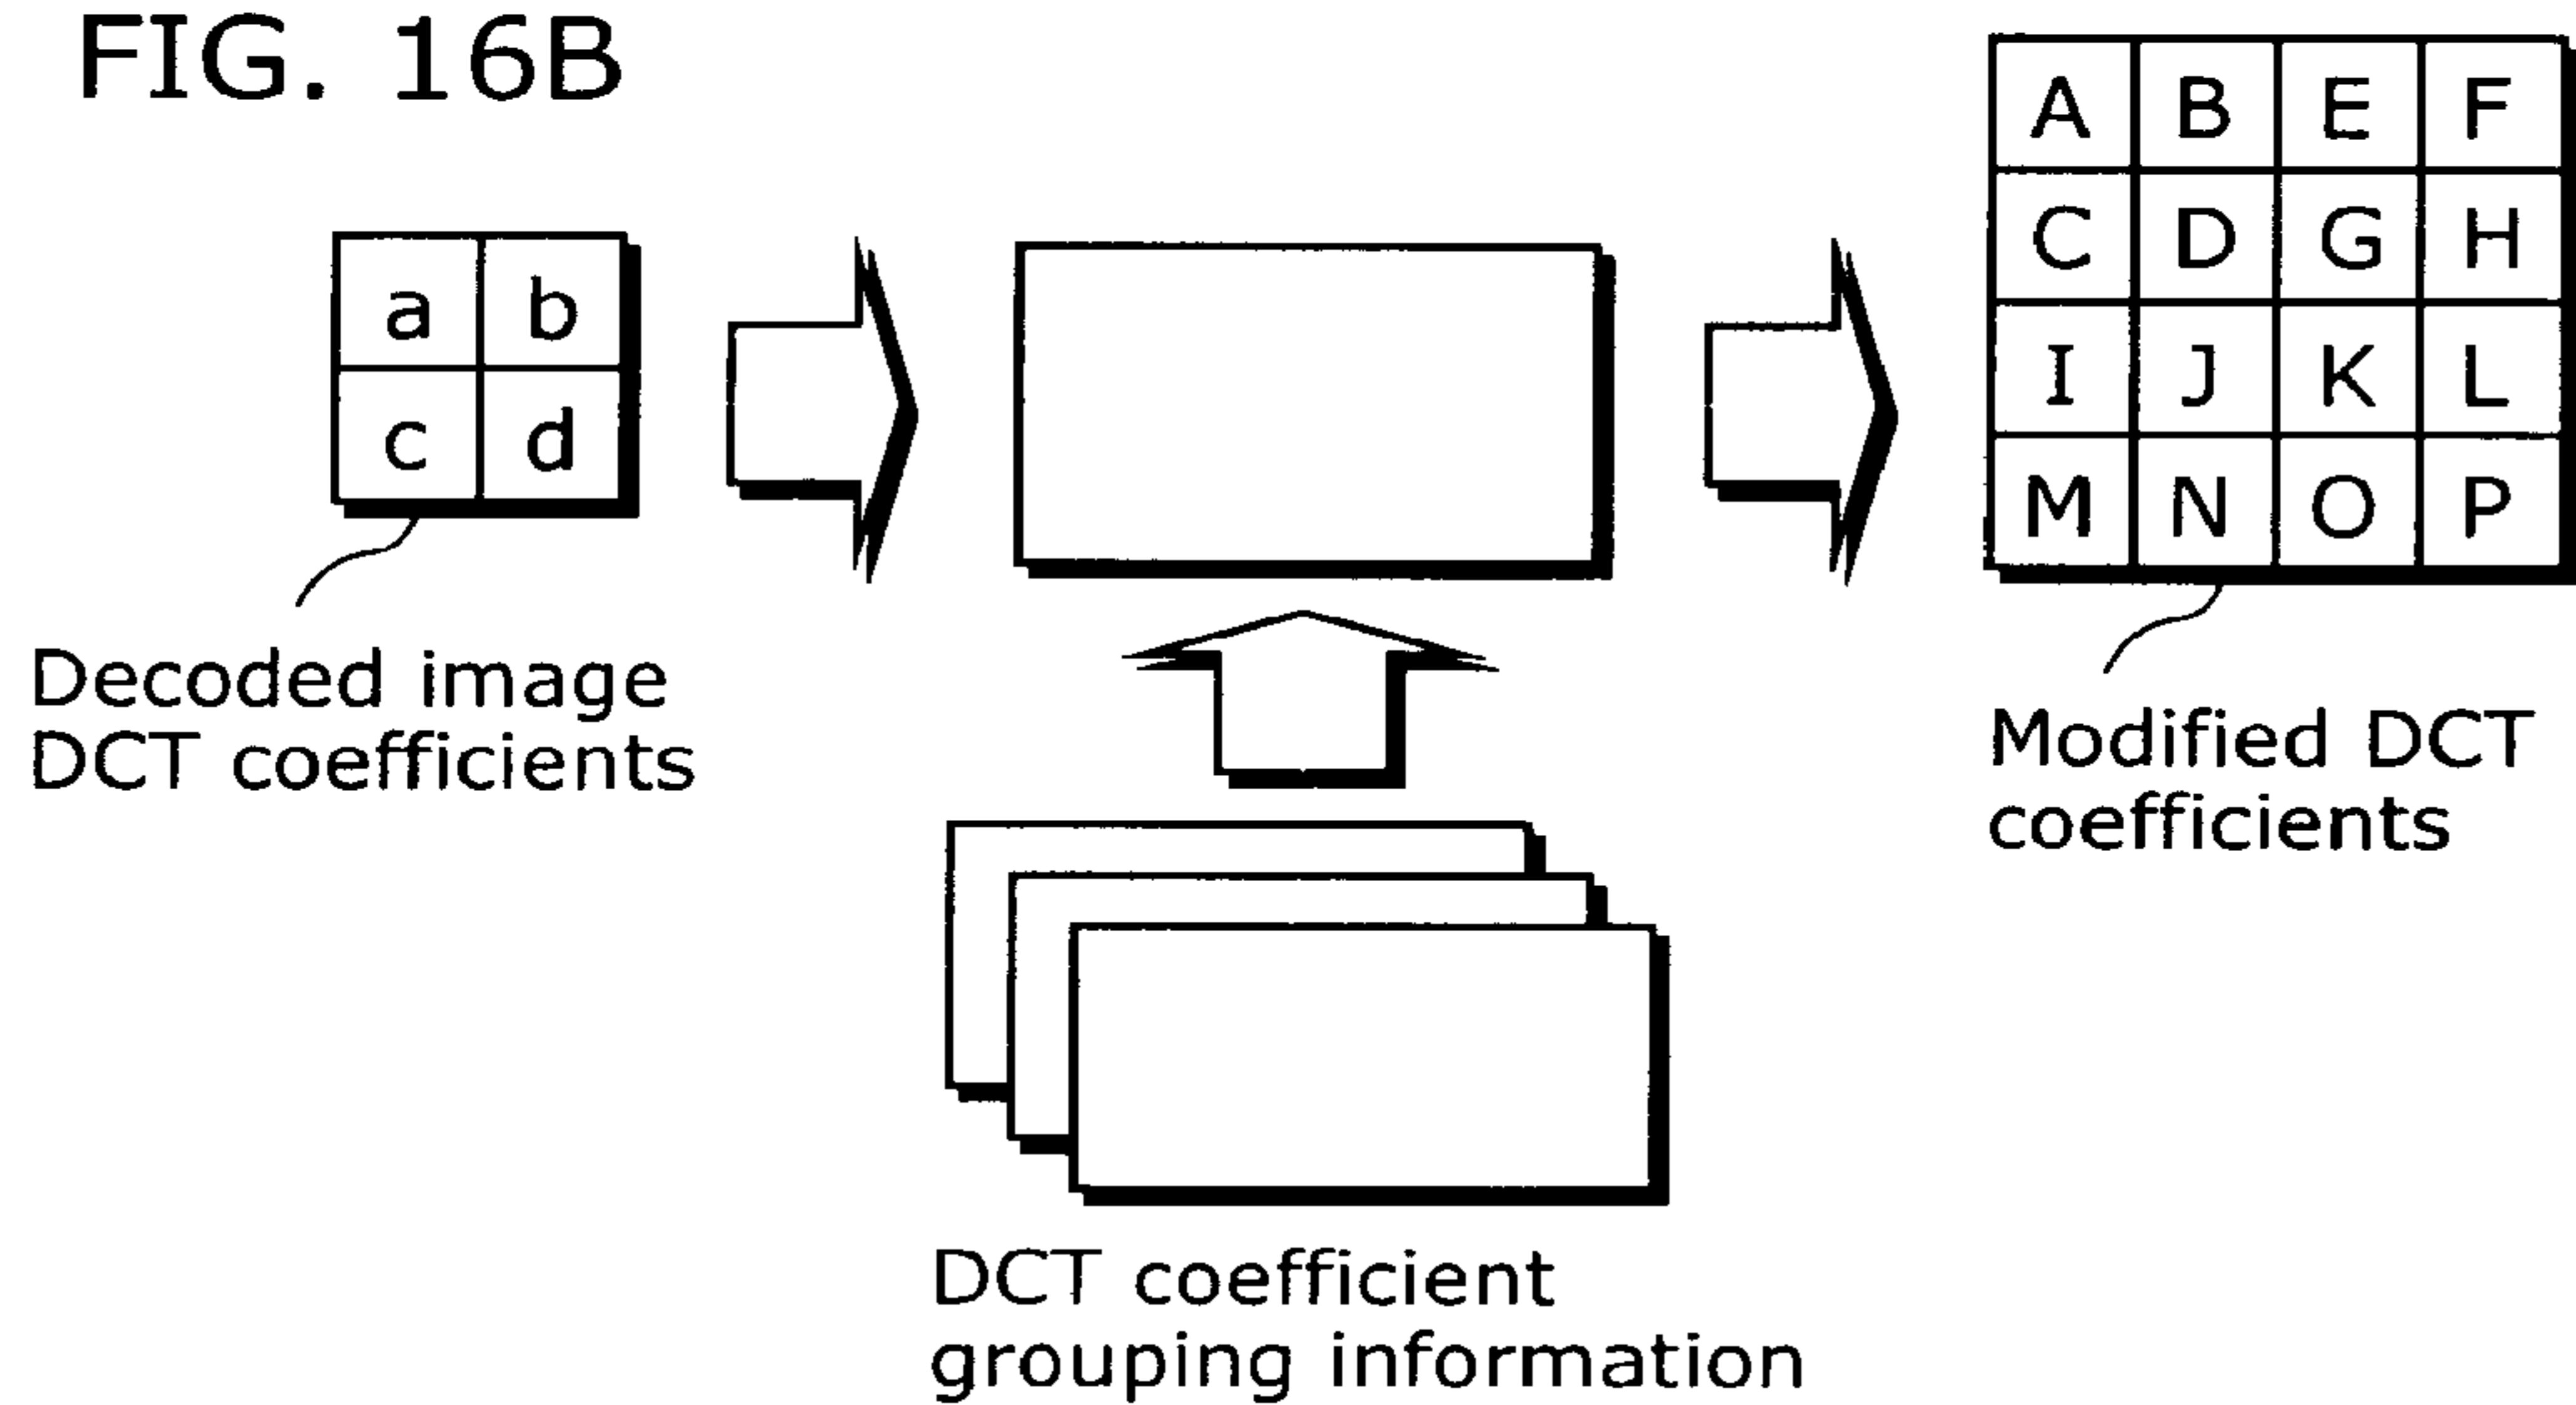 FIG. 16B
a b
c d
A B E F
C D G H
I J K L
M N O P
Decoded image
DCT coefficients
Modified DCT
coefficients
DCT coefficient
grouping information